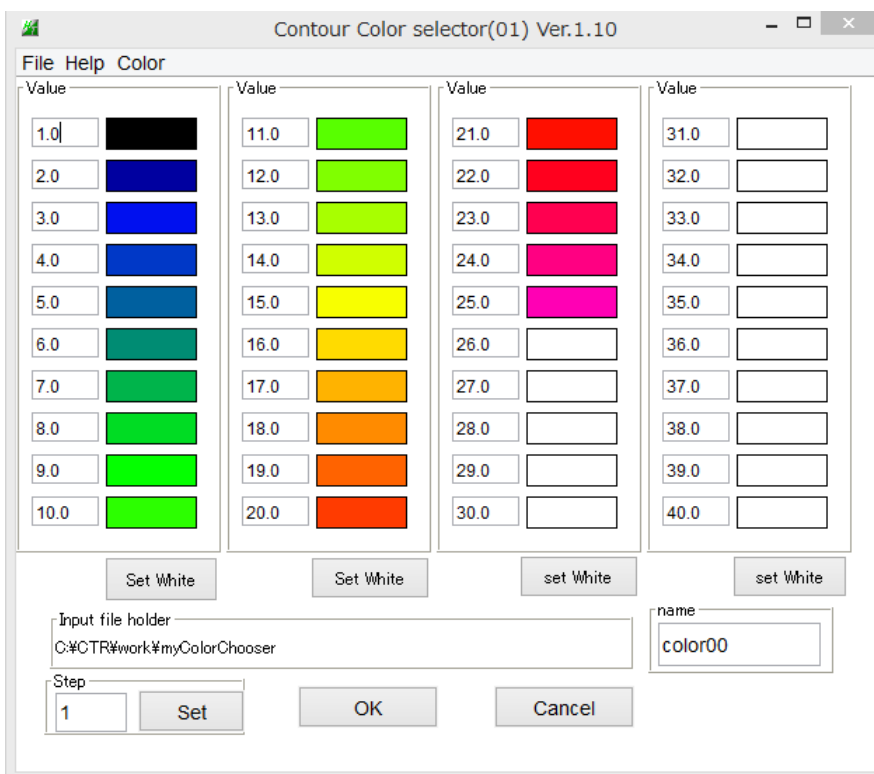 Contour Color selector(01) Ver.1.10
File Help Color
Value Value Value Value
1.0 11.0 21.0 31.0
2.0 12.0 22.0 32.0
3.0 13.0 23.0 33.0
4.0 14.0 24.0 34.0
5.0 15.0 25.0 35.0
6.0 16.0 26.0 36.0
7.0 17.0 27.0 37.0
8.0 18.0 28.0 38.0
9.0 19.0 29.0 39.0
10.0 20.0 30.0 40.0
Set White Set White set White set White
Input file holder name
C:¥CTR¥work¥myColorChooser color00
Step
1 Set OK Cancel